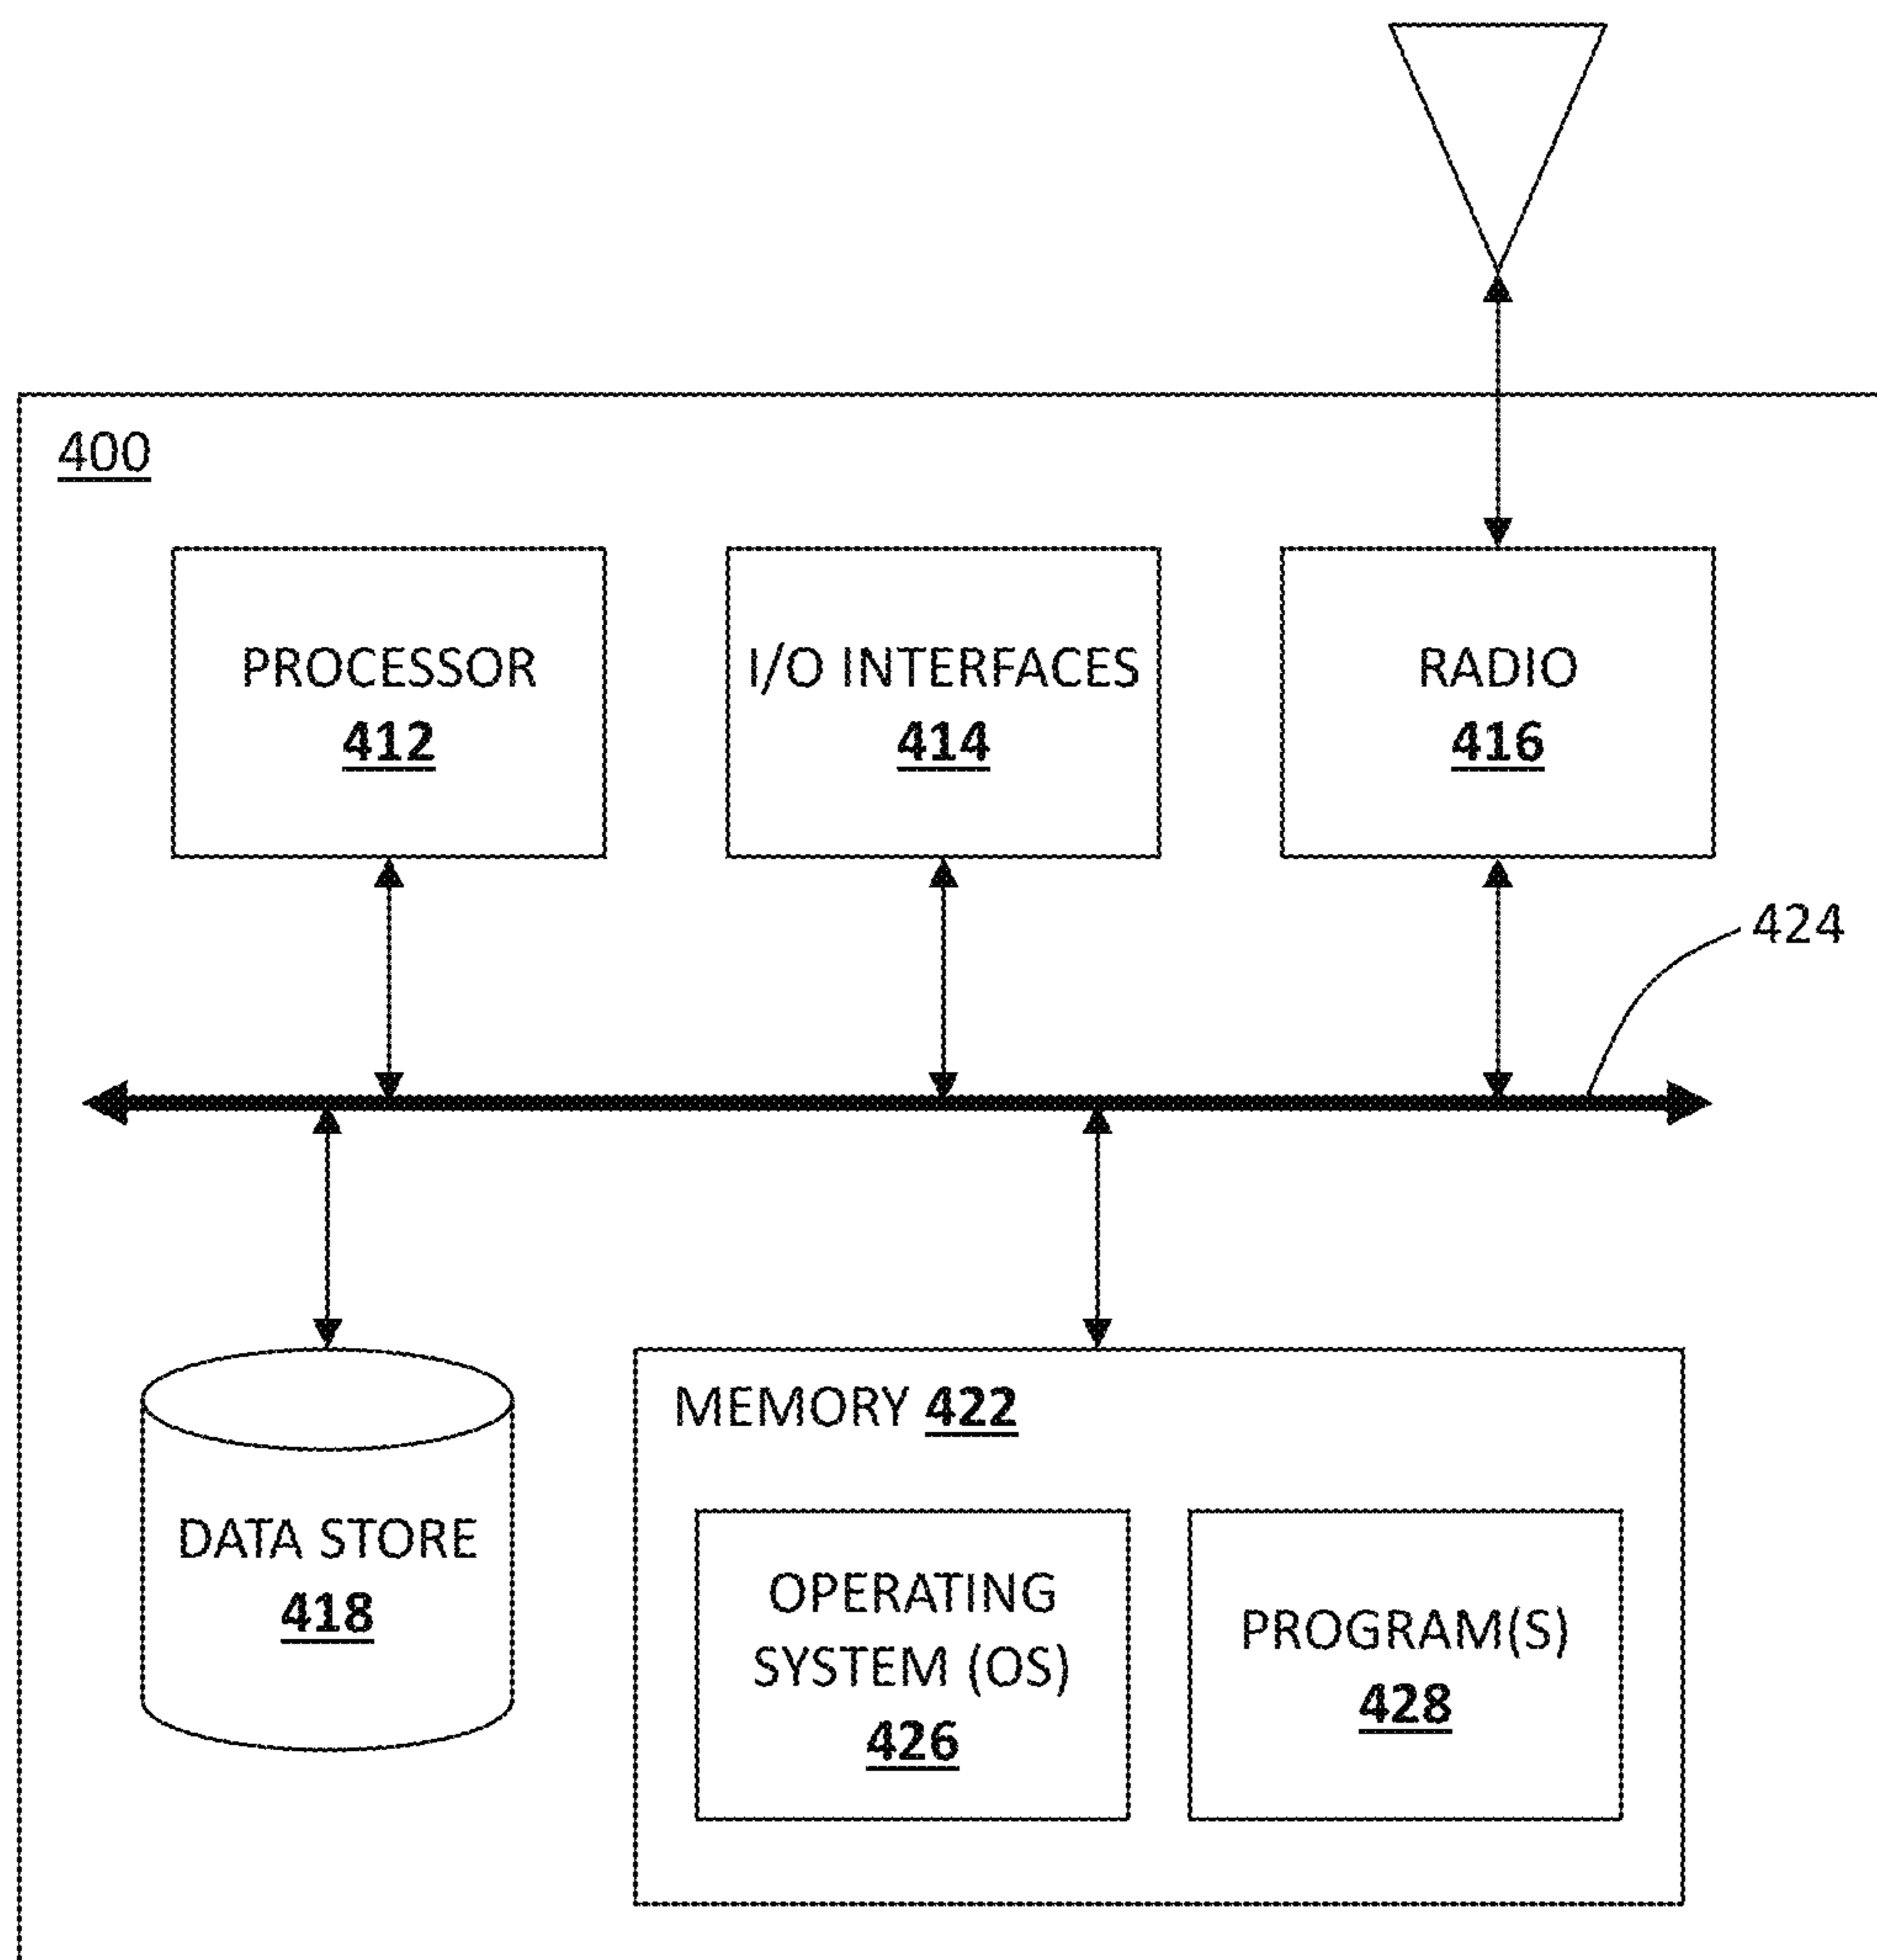 400
PROCESSOR
412
I/O INTERFACES
414
RADIO
416
424
DATA STORE
418
MEMORY 422
OPERATING
SYSTEM (OS)
426
PROGRAM(S)
428